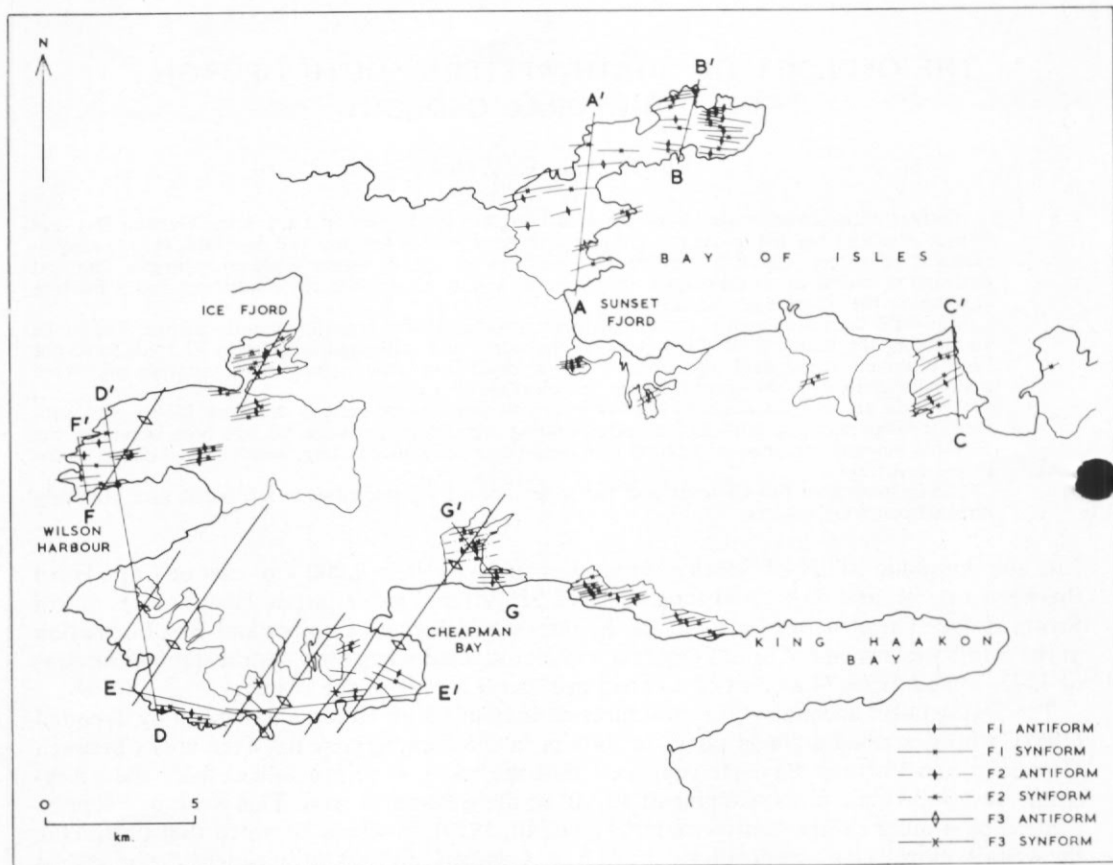 N
B'
A'
B
BAY OF ISLES
ICE FJORD
A
SUNSET
FJORD
C'
D'
F'
C
F
WILSON
HARBOUR
G'
G
CHEAPMAN
BAY
KING HAAKON
BAY
E
E'
D
0 5
km.
F1 ANTIFORM
F1 SYNFORM
F2 ANTIFORM
F2 SYNFORM
F3 ANTIFORM
F3 SYNFORM